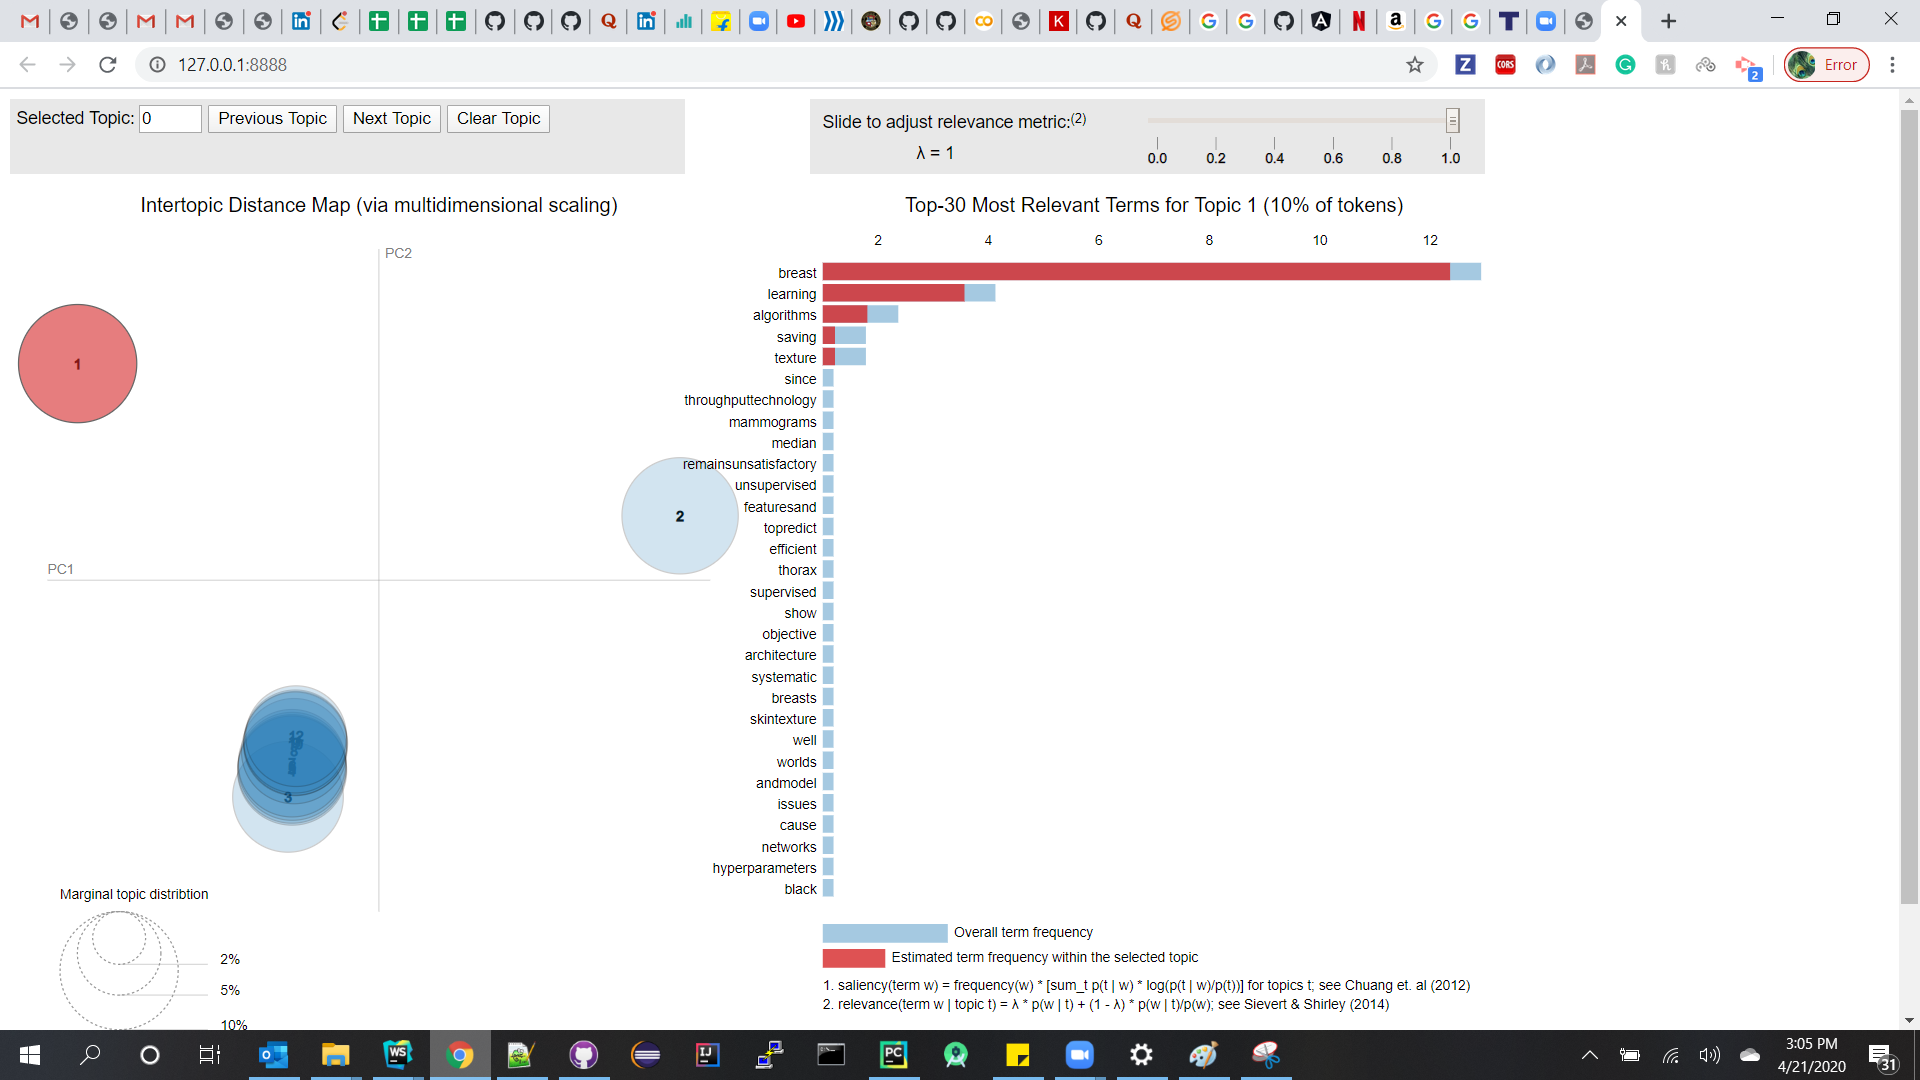 127.0.0.1:8888
Error
Selected Topic: 0 Previous Topic Next Topic Clear Topic
Slide to adjust relevance metric:(2)
λ = 1
0.0 0.2 0.4 0.6 0.8 1.0
Intertopic Distance Map (via multidimensional scaling)
PC2
PC1
1
2
3
Marginal topic distribtion
2%
5%
10%
Top-30 Most Relevant Terms for Topic 1 (10% of tokens)
2 4 6 8 10 12
breast
learning
algorithms
saving
texture
since
throughputtechnology
mammograms
median
remainsunsatisfactory
unsupervised
featuresand
topredict
efficient
thorax
supervised
show
objective
architecture
systematic
breasts
skintexture
well
worlds
andmodel
issues
cause
networks
hyperparameters
black
Overall term frequency
Estimated term frequency within the selected topic
1. saliency(term w) = frequency(w) * [sum_t p(t | w) * log(p(t | w)/p(t))] for topics t; see Chuang et. al (2012)
2. relevance(term w | topic t) = λ * p(w | t) + (1 - λ) * p(w | t)/p(w); see Sievert & Shirley (2014)
3:05 PM
4/21/2020
31